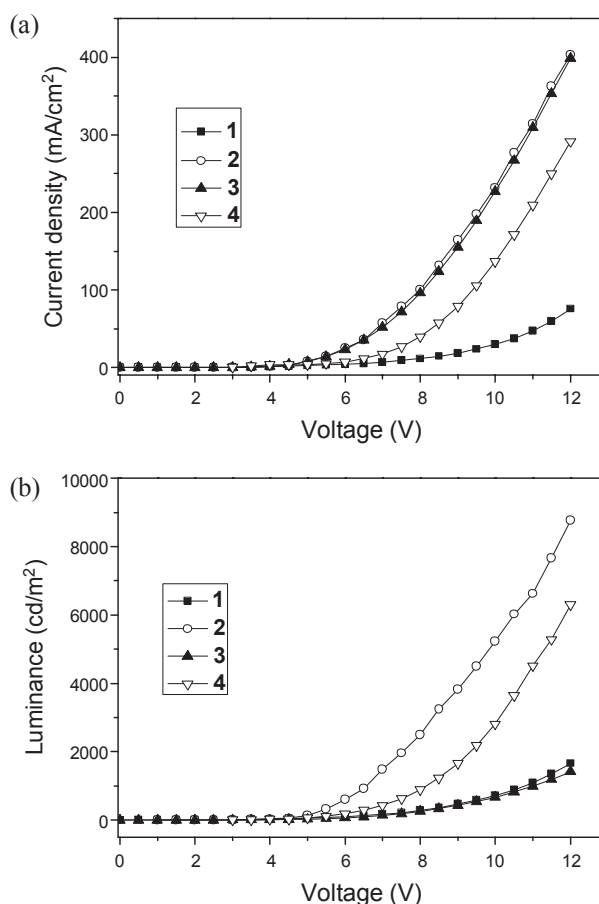 (a)
400
300
200
100
0
Current density (mA/cm²)
1
2
3
4
0 2 4 6 8 10 12
Voltage (V)
(b)
10000
8000
6000
4000
2000
0
Luminance (cd/m²)
1
2
3
4
0 2 4 6 8 10 12
Voltage (V)